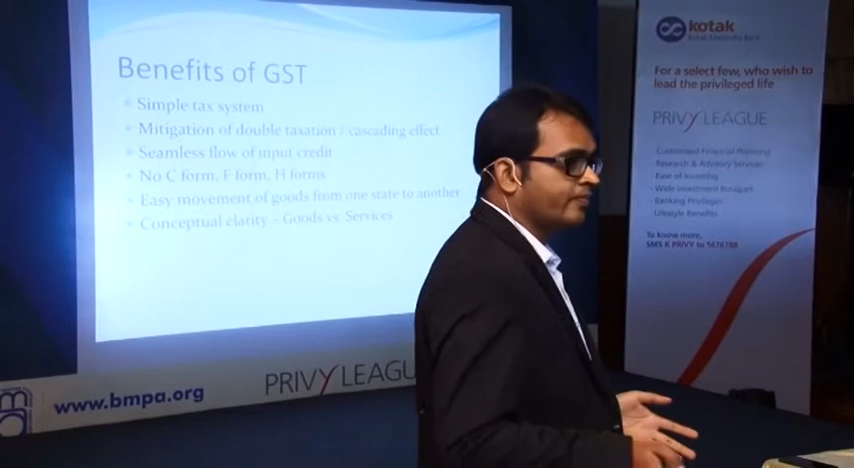 Benefits of GST
Simple tax system
Mitigation of double taxation / cascading effect
Seamless flow of input credit
No C form, F form, H forms
Easy movement of goods from one state to another
Conceptual clarity – Goods vs. Services
www.bmpa.org
PRIVY LEAGUE
kotak
Kotak Mahindra Bank
For a select few, who wish to
lead the privileged life
PRIVY LEAGUE
Customised Financial Planning
Research & Advisory Services
Ease of Investing
Wide Investment Bouquet
Banking Privileges
Lifestyle Benefits
To know more,
SMS K PRIVY to 5676788